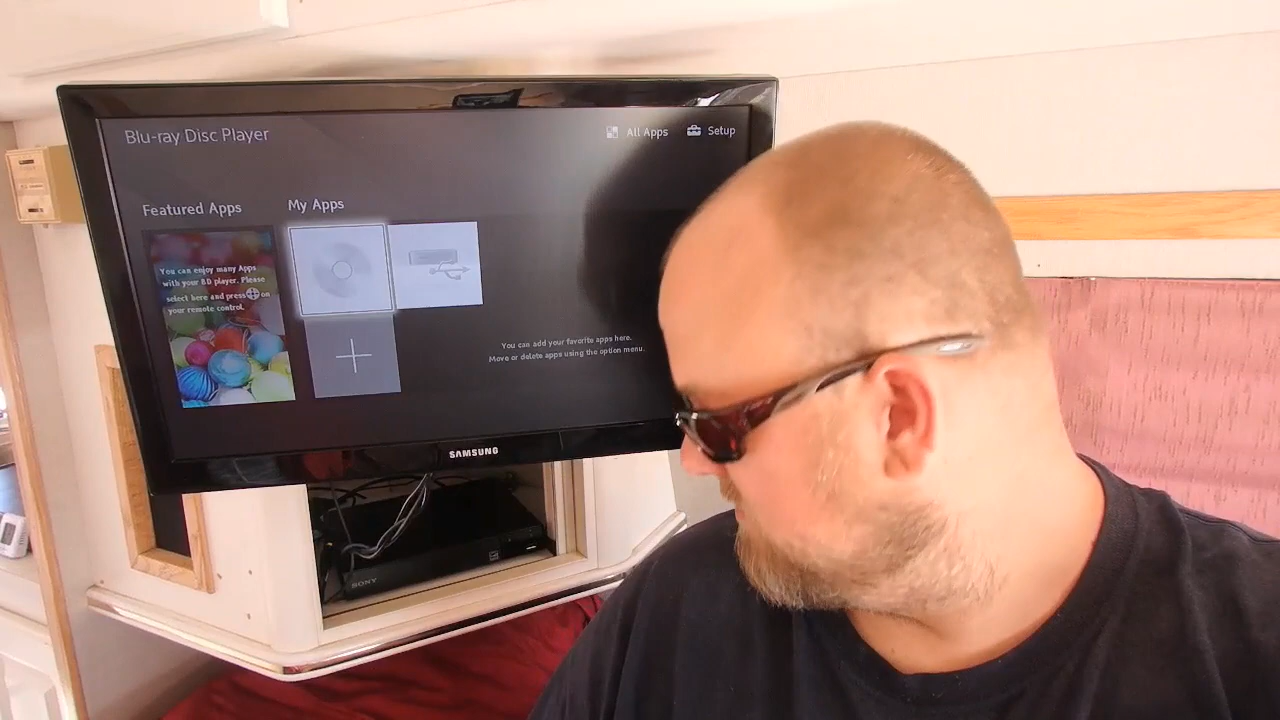 Blu-ray Disc Player
All Apps
Setup
Featured Apps
My Apps
You can enjoy many Apps
with your BD player. Please
select here and press on
your remote control.
You can add your favorite apps here.
Move or delete apps using the option menu.
SAMSUNG
SONY